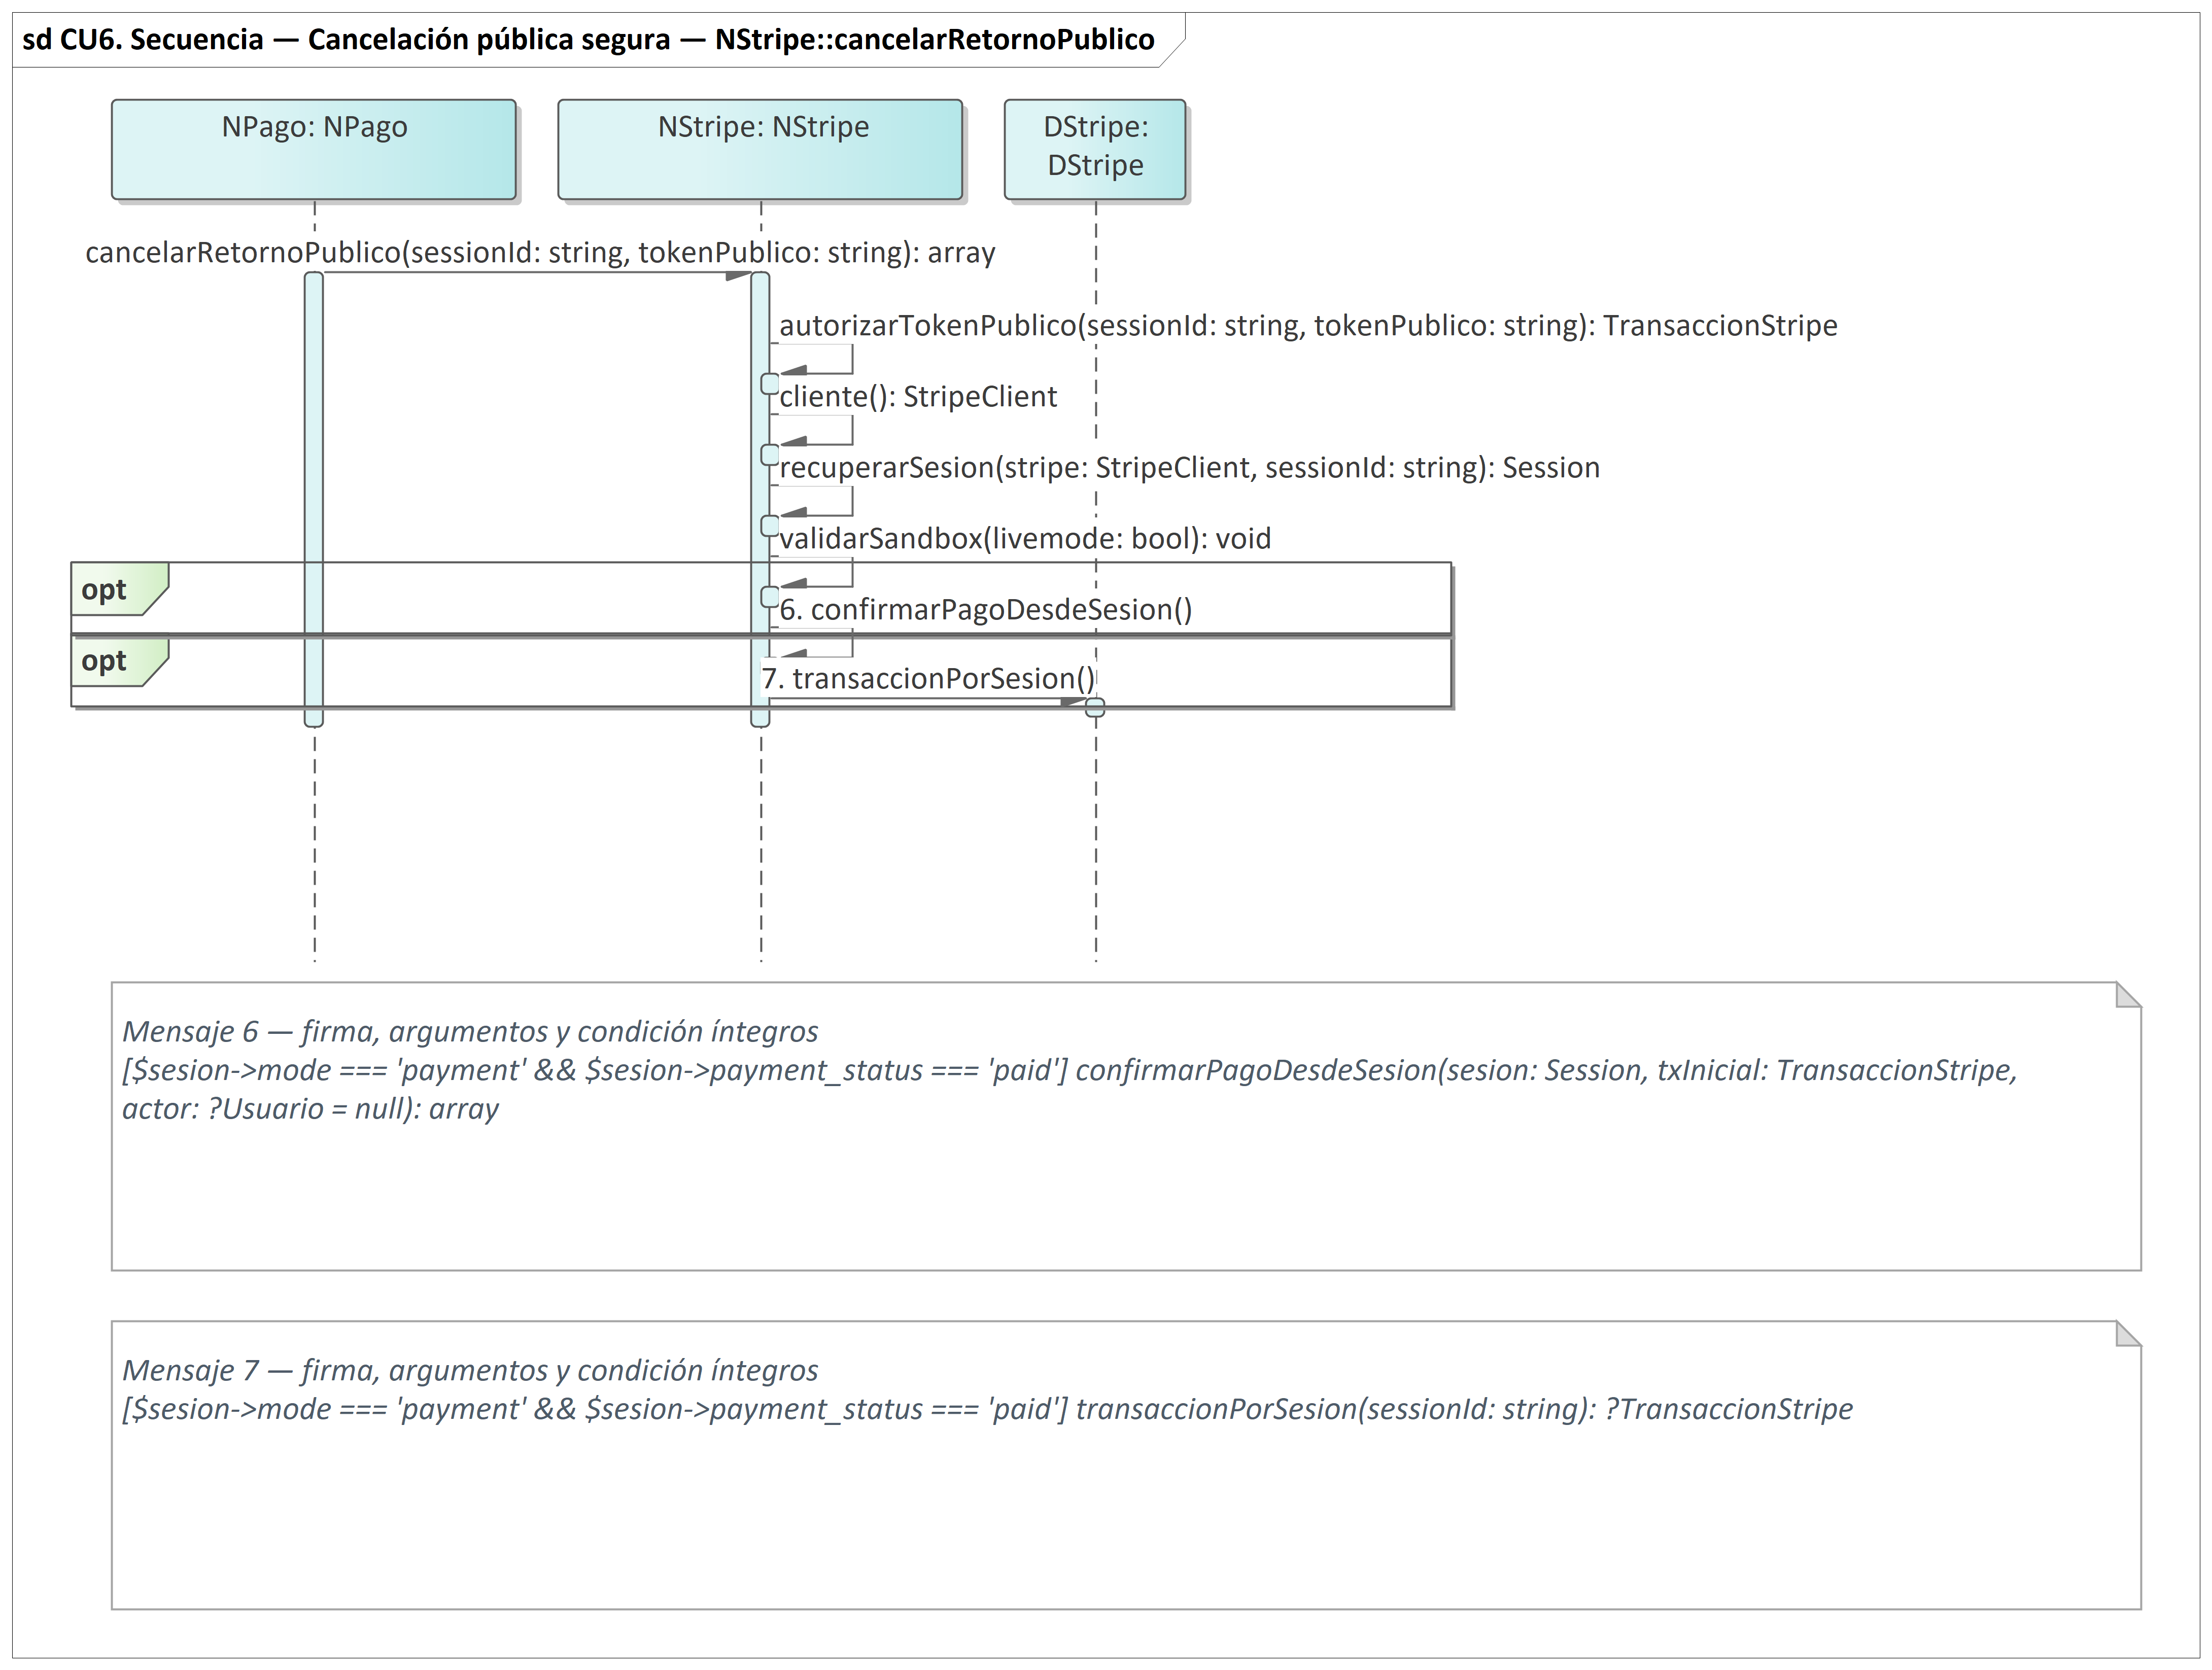 sd CU6. Secuencia — Cancelación pública segura — NStripe::cancelarRetornoPublico
NPago: NPago
NStripe: NStripe
DStripe:
DStripe
cancelarRetornoPublico(sessionId: string, tokenPublico: string): array
autorizarTokenPublico(sessionId: string, tokenPublico: string): TransaccionStripe
cliente(): StripeClient
recuperarSesion(stripe: StripeClient, sessionId: string): Session
validarSandbox(livemode: bool): void
opt
6. confirmarPagoDesdeSesion()
opt
7. transaccionPorSesion()
Mensaje 6 — firma, argumentos y condición íntegros
[$sesion->mode === 'payment' && $sesion->payment_status === 'paid'] confirmarPagoDesdeSesion(sesion: Session, txInicial: TransaccionStripe,
actor: ?Usuario = null): array
Mensaje 7 — firma, argumentos y condición íntegros
[$sesion->mode === 'payment' && $sesion->payment_status === 'paid'] transaccionPorSesion(sessionId: string): ?TransaccionStripe